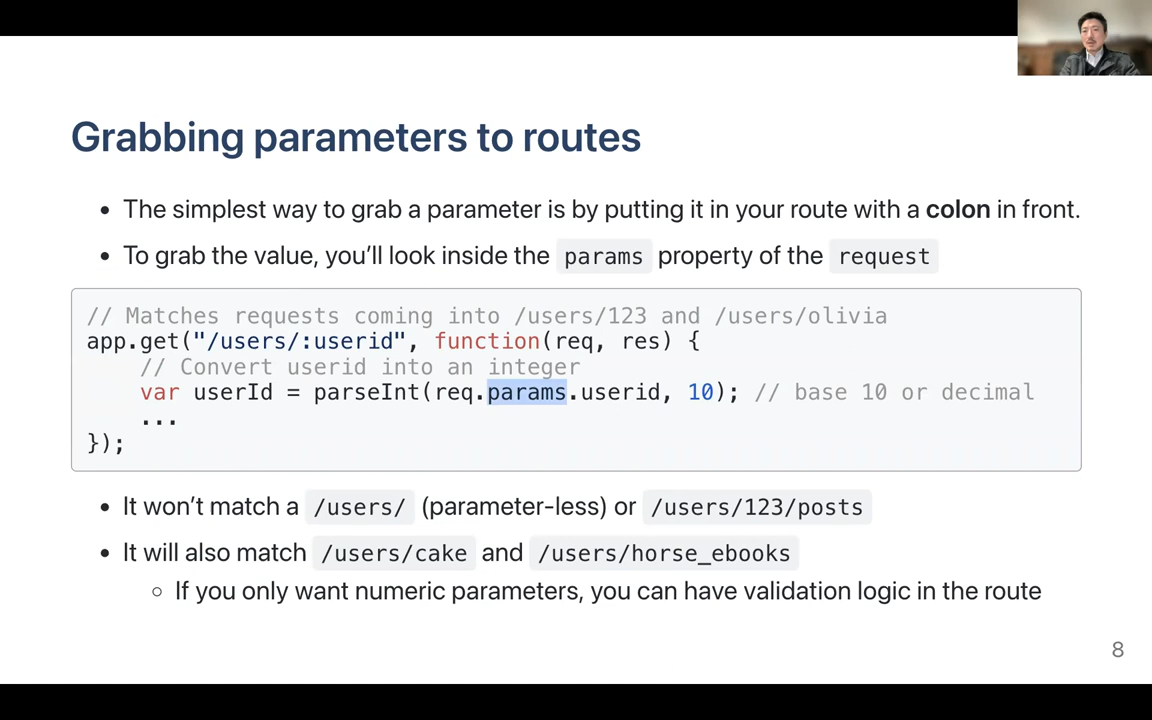 Grabbing parameters to routes
• The simplest way to grab a parameter is by putting it in your route with a colon in front.
• To grab the value, you’ll look inside the params property of the request
// Matches requests coming into /users/123 and /users/olivia
app.get("/users/:userid", function(req, res) {
    // Convert userid into an integer
    var userId = parseInt(req.params.userid, 10); // base 10 or decimal
    ...
});
• It won’t match a /users/ (parameter-less) or /users/123/posts
• It will also match /users/cake and /users/horse_ebooks
◦ If you only want numeric parameters, you can have validation logic in the route
8